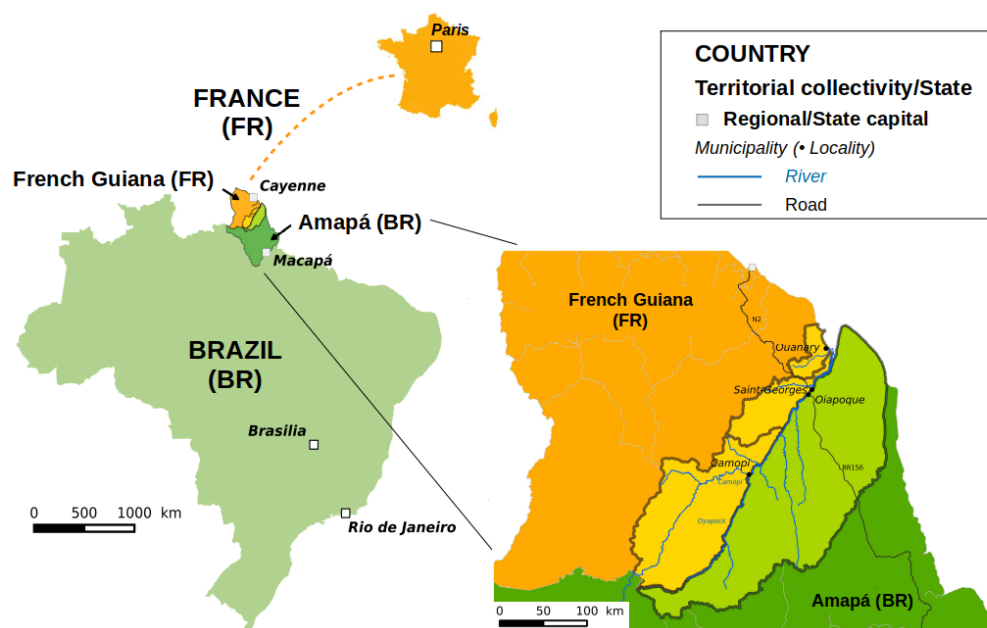 Paris
FRANCE
(FR)
French Guiana (FR)
Cayenne
Amapá (BR)
Macapá
BRAZIL
(BR)
Brasilia
Rio de Janeiro
0 500 1000 km
COUNTRY
Territorial collectivity/State
Regional/State capital
Municipality (• Locality)
River
Road
French Guiana
(FR)
N2
Ouanary
Saint-Georges
Oiapoque
Camopi
Camopi
BR156
Oyapock
Amapá (BR)
0 50 100 km